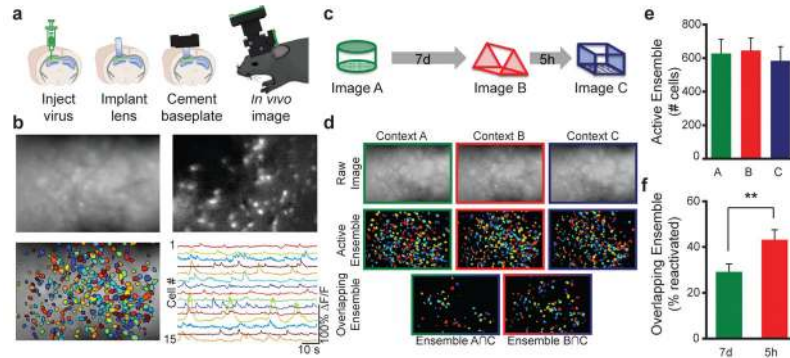 a
Inject virus
Implant lens
Cement baseplate
In vivo image
b
1
Cell #
15
100% ΔF/F
10 s
c
7d
5h
Image A
Image B
Image C
d
Context A
Context B
Context C
Raw Image
Active Ensemble
Overlapping Ensemble
Ensemble A∩C
Ensemble B∩C
e
Active Ensemble (# cells)
800
600
400
200
0
A
B
C
f
Overlapping Ensemble (% reactivated)
60
40
20
0
**
7d
5h